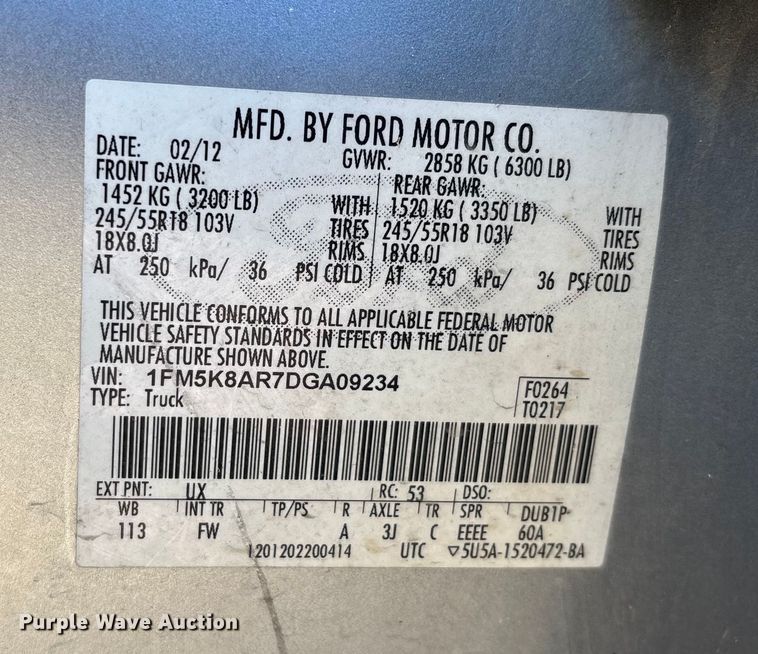 MFD. BY FORD MOTOR CO.
DATE: 02/12 GVWR: 2858 KG ( 6300 LB)
FRONT GAWR: REAR GAWR:
1452 KG ( 3200 LB) WITH 1520 KG ( 3350 LB) WITH
245/55R18 103V TIRES 245/55R18 103V TIRES
18X8.0J RIMS 18X8.0J RIMS
AT 250 kPa/ 36 PSI COLD AT 250 kPa/ 36 PSI COLD
THIS VEHICLE CONFORMS TO ALL APPLICABLE FEDERAL MOTOR
VEHICLE SAFETY STANDARDS IN EFFECT ON THE DATE OF
MANUFACTURE SHOWN ABOVE.
VIN: 1FM5K8AR7DGA09234 F0264
TYPE: Truck T0217
EXT PNT: UX RC: 53 DSO:
WB INT TR TP/PS R AXLE TR SPR DUB1P
113 FW A 3J C EEEE 60A
1201202200414 UTC ▽5U5A-1520472-BA
Purple Wave Auction